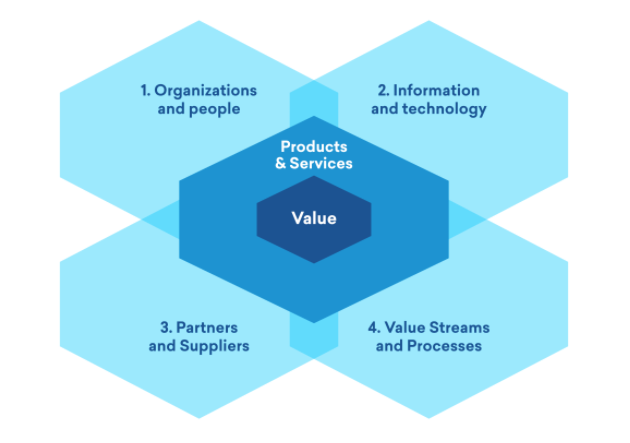 1. Organizations
and people
2. Information
and technology
Products
& Services
Value
3. Partners
and Suppliers
4. Value Streams
and Processes